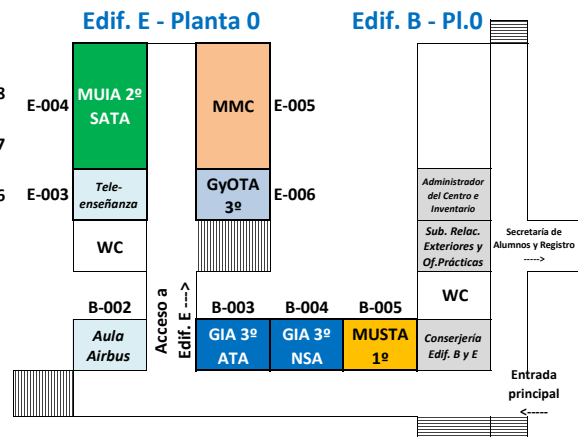 Edif. E - Planta 0
Edif. B - Pl.0
E-004
MUIA 2º
SATA
MMC
E-005
E-003
Tele-
enseñanza
GyOTA
3º
E-006
Administrador
del Centro e
Inventario
WC
Sub. Relac.
Exteriores y
Of.Prácticas
Secretaría de
Alumnos y Registro
----->
WC
Acceso a
Edif. E --->
B-002
B-003
B-004
B-005
Aula
Airbus
GIA 3º
ATA
GIA 3º
NSA
MUSTA
1º
Conserjería
Edif. B y E
Entrada
principal
<-----